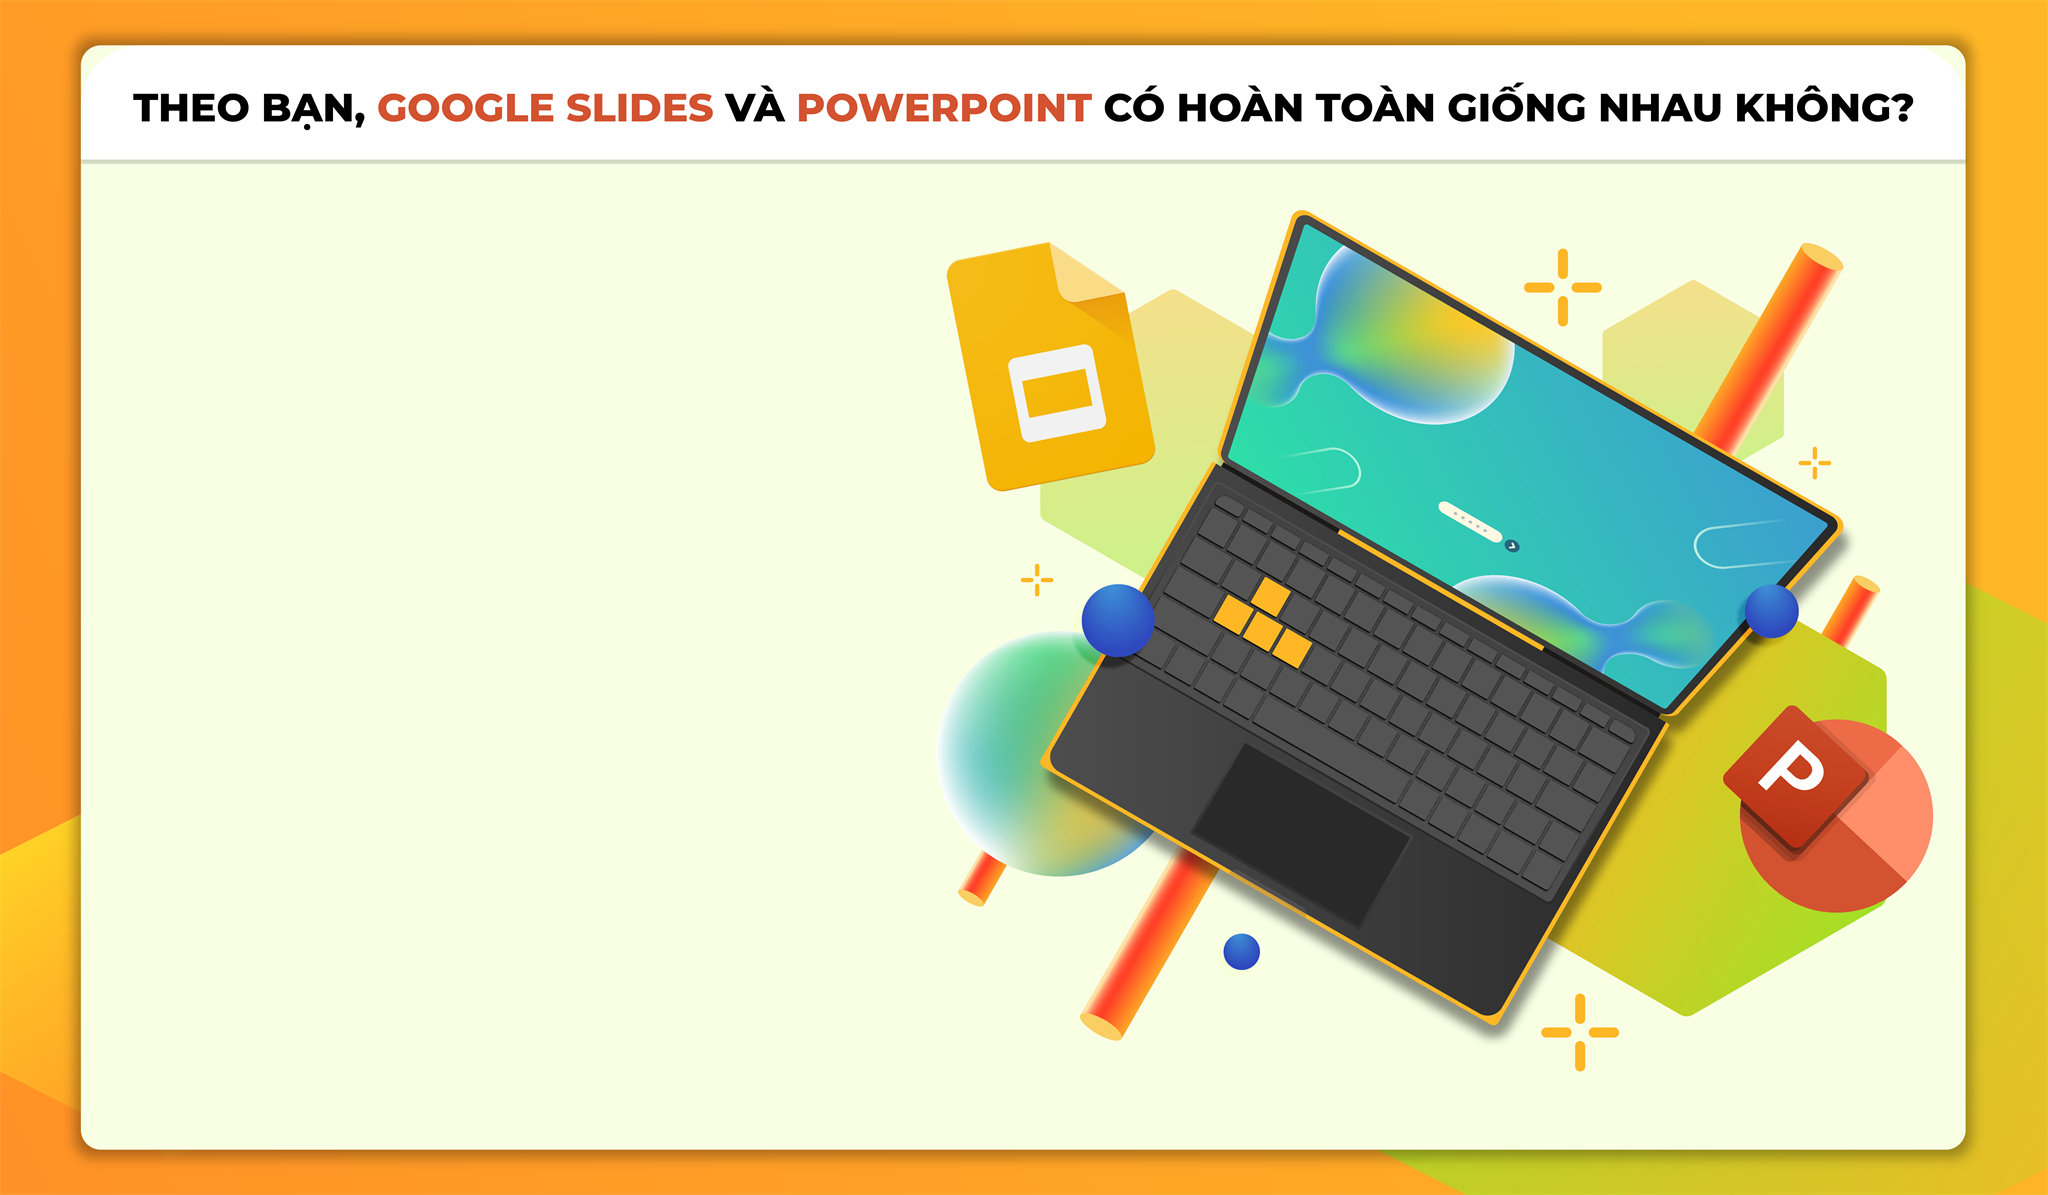 THEO BẠN, GOOGLE SLIDES VÀ POWERPOINT CÓ HOÀN TOÀN GIỐNG NHAU KHÔNG?
P